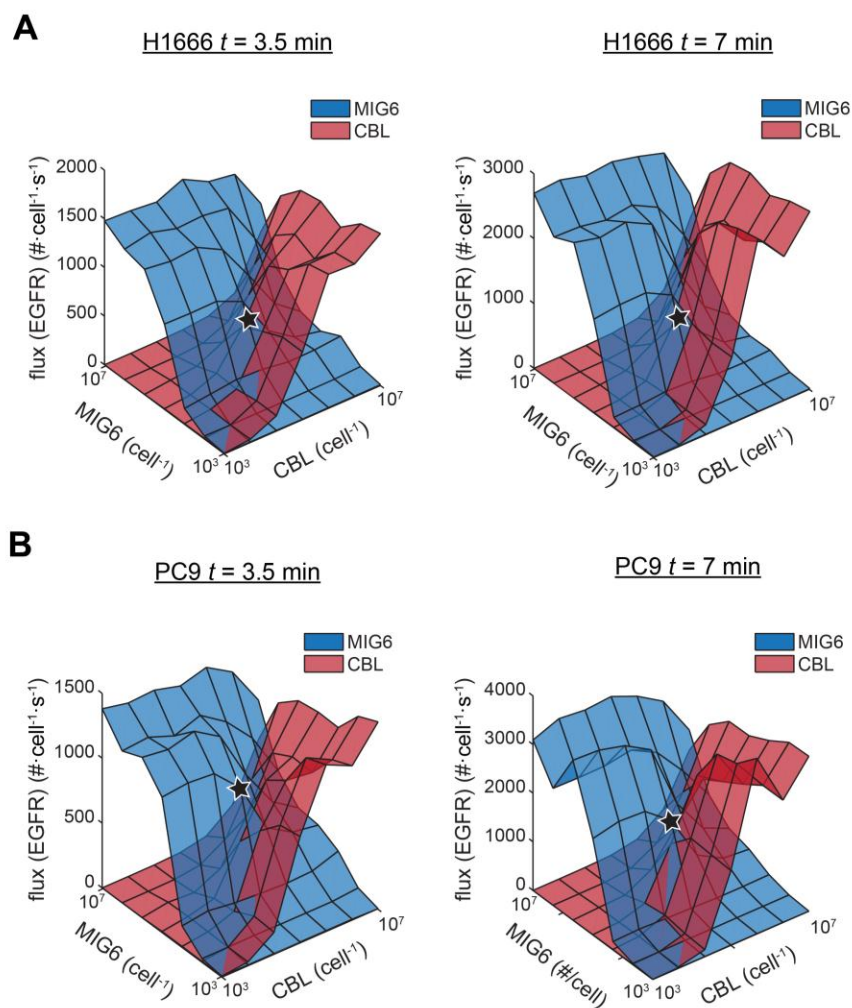 A
H1666 t = 3.5 min
H1666 t = 7 min
MIG6
CBL
MIG6
CBL
flux (EGFR) (#·cell⁻¹·s⁻¹)
2000
1500
1000
500
0
10⁷
MIG6 (cell⁻¹)
10³
10³
CBL (cell⁻¹)
10⁷
flux (EGFR) (#·cell⁻¹·s⁻¹)
3000
2000
1000
0
10⁷
MIG6 (cell⁻¹)
10³
10³
CBL (cell⁻¹)
10⁷
B
PC9 t = 3.5 min
PC9 t = 7 min
MIG6
CBL
MIG6
CBL
flux (EGFR) (#·cell⁻¹·s⁻¹)
1500
1000
500
0
10⁷
MIG6 (cell⁻¹)
10³
10³
CBL (cell⁻¹)
10⁷
flux (EGFR) (#·cell⁻¹·s⁻¹)
4000
3000
2000
1000
0
10⁷
MIG6 (#/cell)
10³
10³
CBL (cell⁻¹)
10⁷